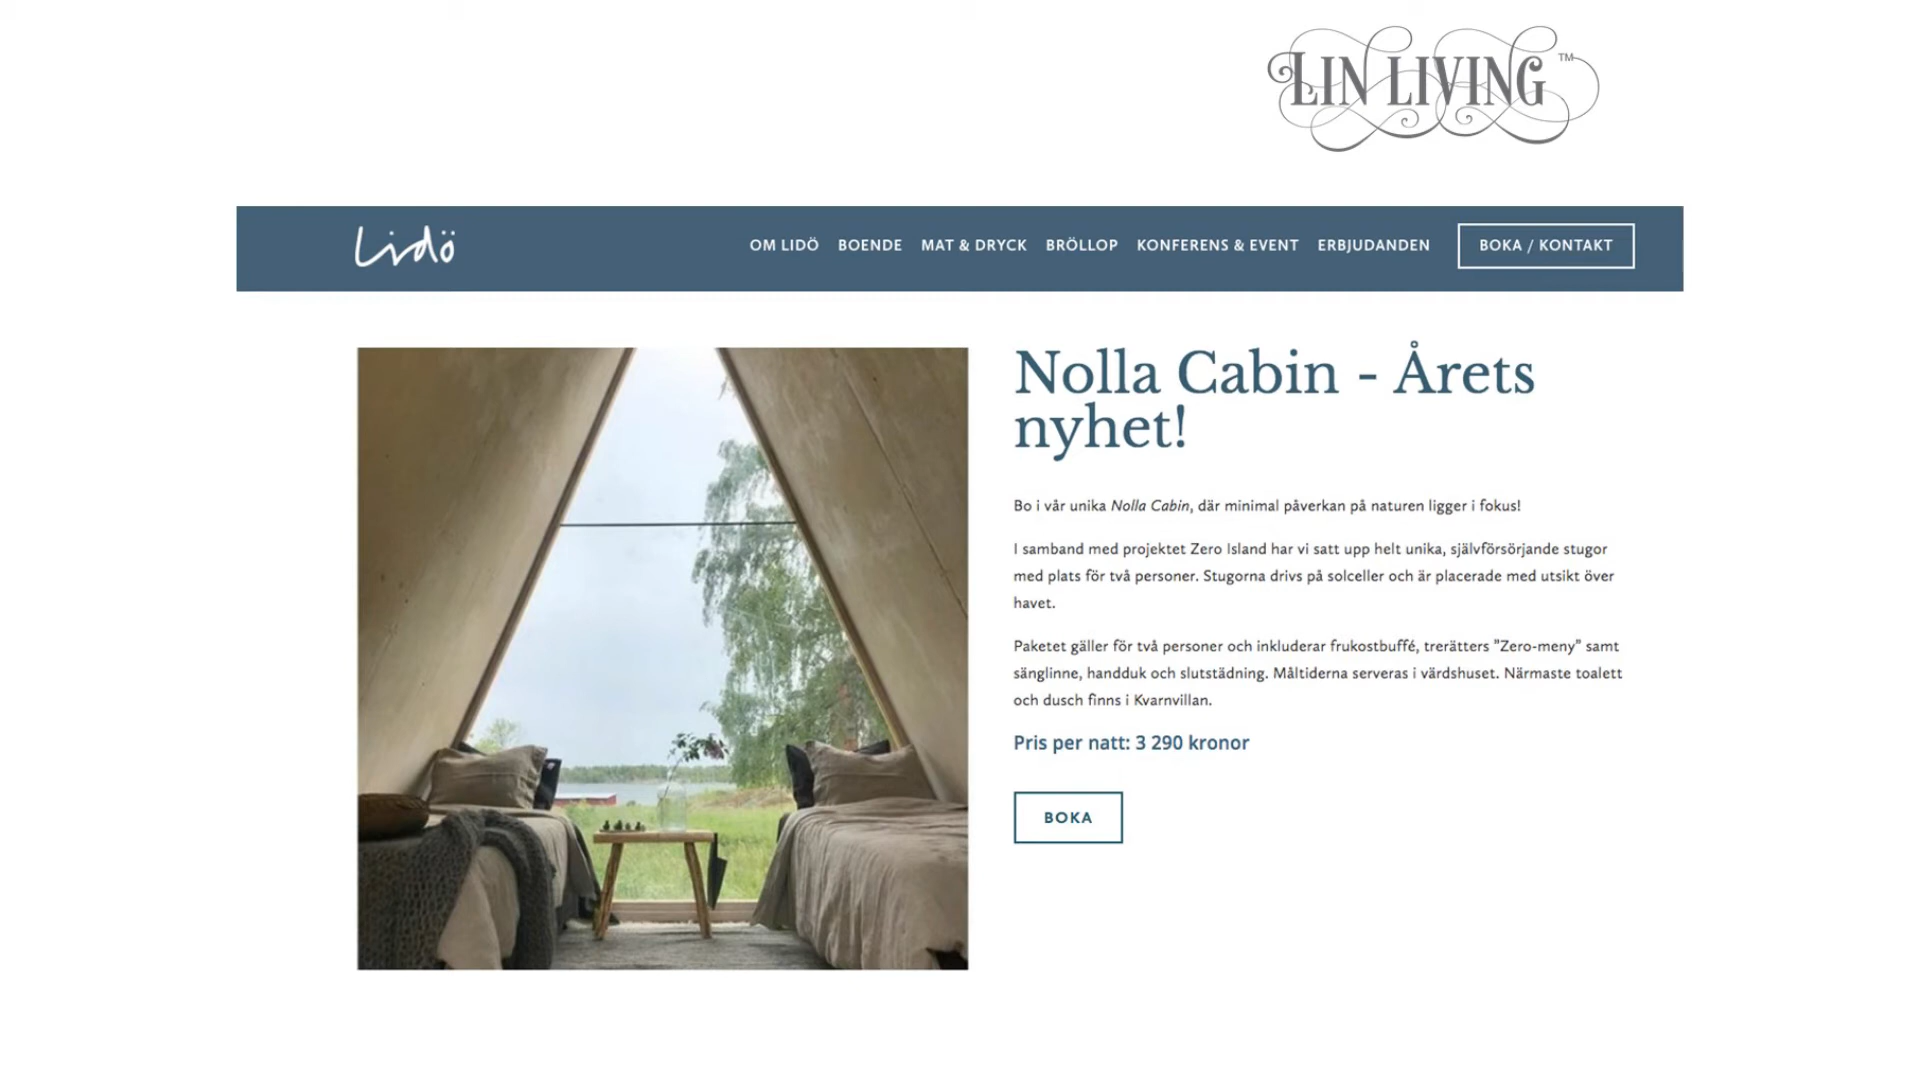 LIN LIVING ™
Lidö
OM LIDÖ BOENDE MAT & DRYCK BRÖLLOP KONFERENS & EVENT ERBJUDANDEN BOKA / KONTAKT
Nolla Cabin - Årets
nyhet!
Bo i vår unika Nolla Cabin, där minimal påverkan på naturen ligger i fokus!
I samband med projektet Zero Island har vi satt upp helt unika, självförsörjande stugor
med plats för två personer. Stugorna drivs på solceller och är placerade med utsikt över
havet.
Paketet gäller för två personer och inkluderar frukostbuffé, trerätters ”Zero-meny” samt
sänglinne, handduk och slutstädning. Måltiderna serveras i värdshuset. Närmaste toalett
och dusch finns i Kvarnvillan.
Pris per natt: 3 290 kronor
BOKA